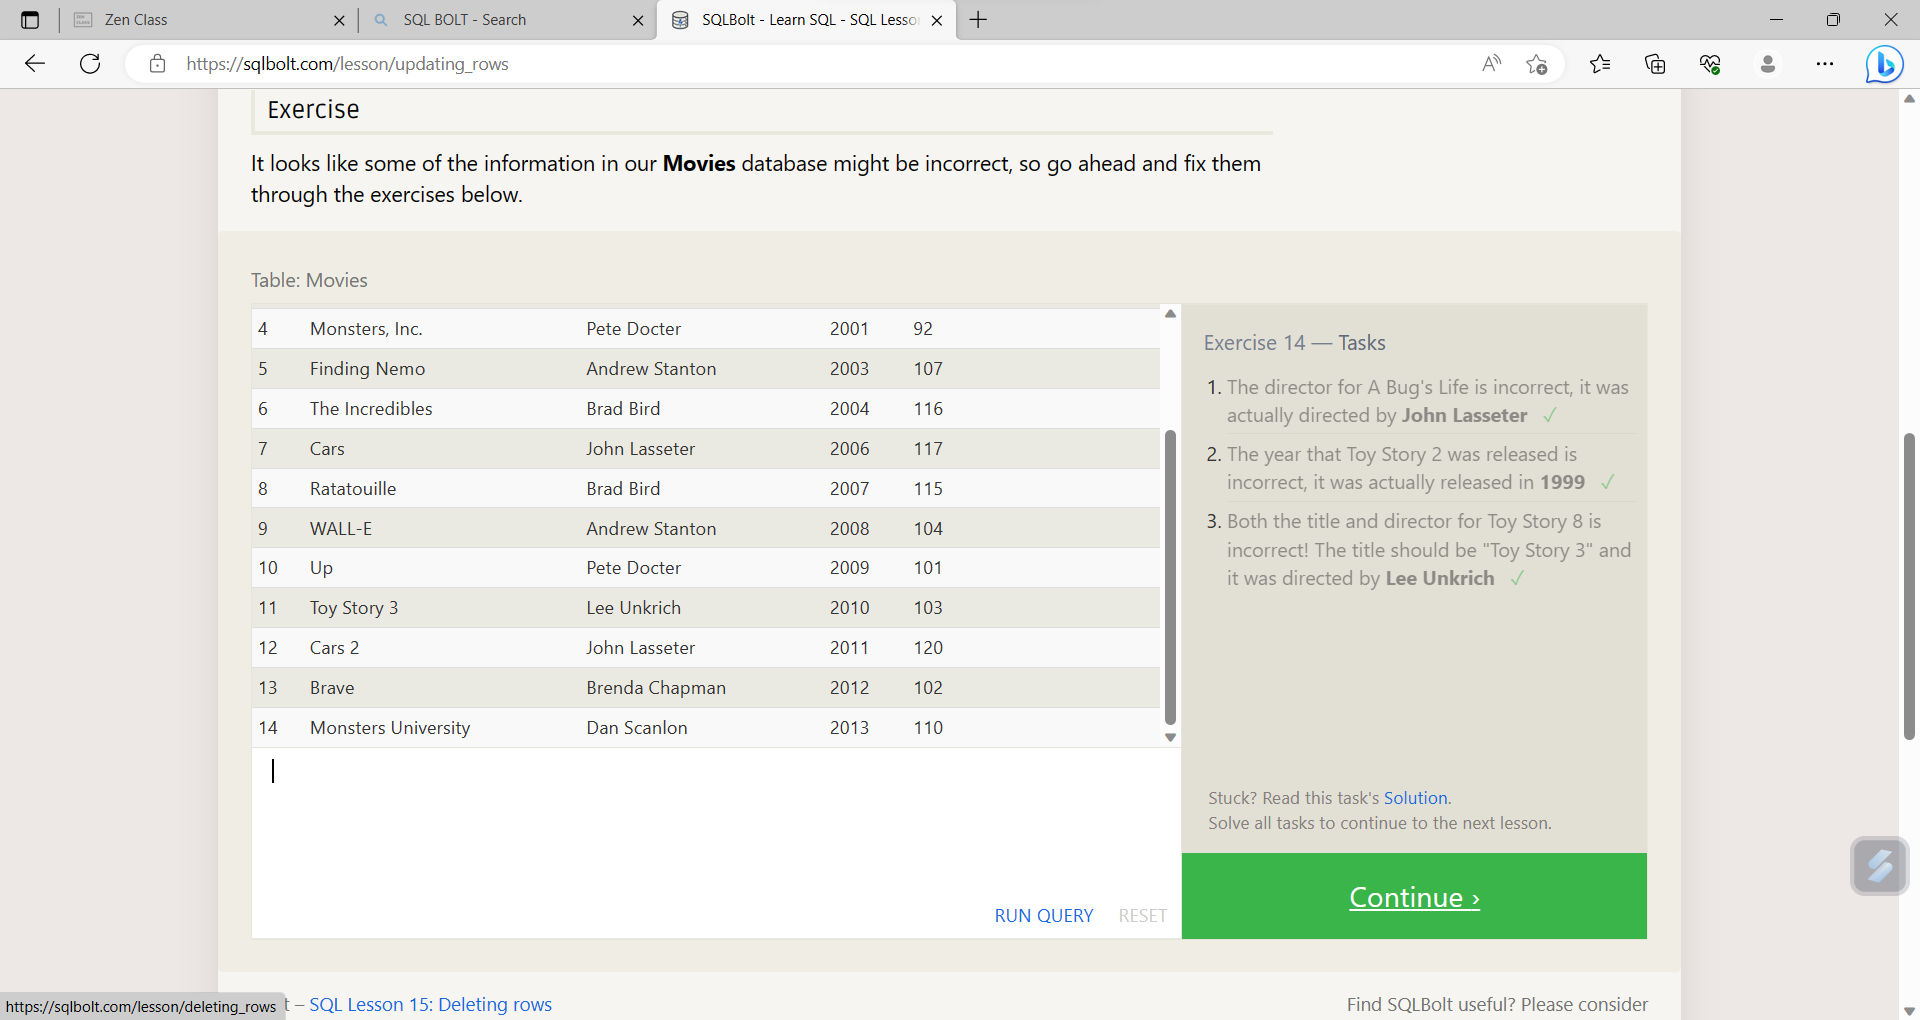 Zen Class
SQL BOLT - Search
SQLBolt - Learn SQL - SQL Lesso
https://sqlbolt.com/lesson/updating_rows
Exercise
It looks like some of the information in our Movies database might be incorrect, so go ahead and fix them
through the exercises below.
Table: Movies
4 Monsters, Inc. Pete Docter 2001 92
5 Finding Nemo Andrew Stanton 2003 107
6 The Incredibles Brad Bird 2004 116
7 Cars John Lasseter 2006 117
8 Ratatouille Brad Bird 2007 115
9 WALL-E Andrew Stanton 2008 104
10 Up Pete Docter 2009 101
11 Toy Story 3 Lee Unkrich 2010 103
12 Cars 2 John Lasseter 2011 120
13 Brave Brenda Chapman 2012 102
14 Monsters University Dan Scanlon 2013 110
RUN QUERY RESET
Exercise 14 — Tasks
1. The director for A Bug's Life is incorrect, it was
actually directed by John Lasseter ✓
2. The year that Toy Story 2 was released is
incorrect, it was actually released in 1999 ✓
3. Both the title and director for Toy Story 8 is
incorrect! The title should be "Toy Story 3" and
it was directed by Lee Unkrich ✓
Stuck? Read this task's Solution.
Solve all tasks to continue to the next lesson.
Continue ›
https://sqlbolt.com/lesson/deleting_rows
t – SQL Lesson 15: Deleting rows
Find SQLBolt useful? Please consider